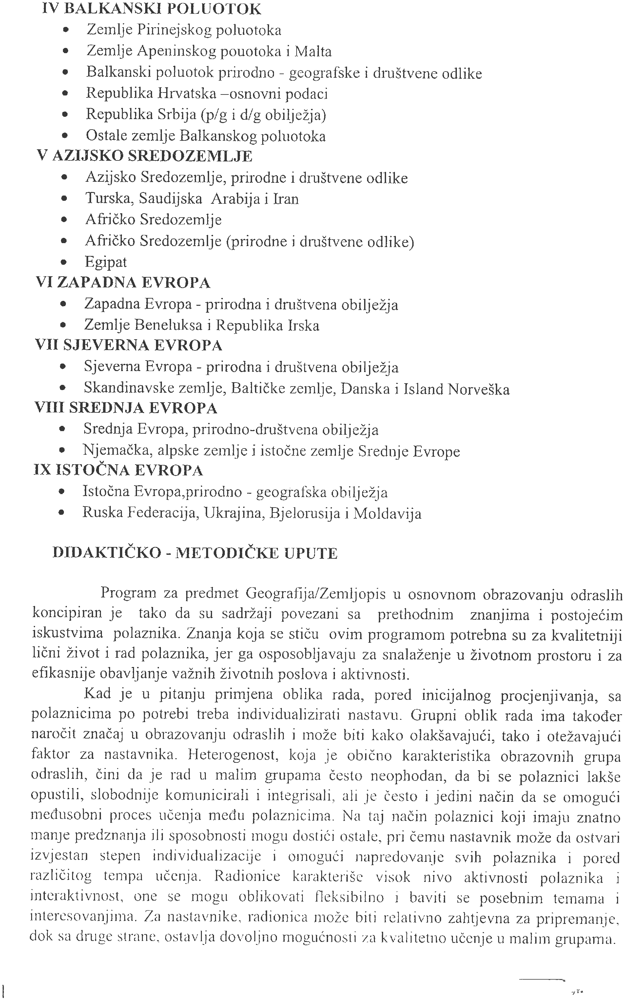 IV BALKANSKI POLUOTOK
• Zemlje Pirinejskog poluotoka
• Zemlje Apeninskog pouotoka i Malta
• Balkanski poluotok prirodno - geografske i društvene odlike
• Republika Hrvatska –osnovni podaci
• Republika Srbija (p/g i d/g obilježja)
• Ostale zemlje Balkanskog poluotoka
V AZIJSKO SREDOZEMLJE
• Azijsko Sredozemlje, prirodne i društvene odlike
• Turska, Saudijska Arabija i Iran
• Afričko Sredozemlje
• Afričko Sredozemlje (prirodne i društvene odlike)
• Egipat
VI ZAPADNA EVROPA
• Zapadna Evropa - prirodna i društvena obilježja
• Zemlje Beneluksa i Republika Irska
VII SJEVERNA EVROPA
• Sjeverna Evropa - prirodna i društvena obilježja
• Skandinavske zemlje, Baltičke zemlje, Danska i Island Norveška
VIII SREDNJA EVROPA
• Srednja Evropa, prirodno-društvena obilježja
• Njemačka, alpske zemlje i istočne zemlje Srednje Evrope
IX ISTOČNA EVROPA
• Istočna Evropa,prirodno - geografska obilježja
• Ruska Federacija, Ukrajina, Bjelorusija i Moldavija
DIDAKTIČKO - METODIČKE UPUTE
Program za predmet Geografija/Zemljopis u osnovnom obrazovanju odraslih
koncipiran je tako da su sadržaji povezani sa prethodnim znanjima i postojećim
iskustvima polaznika. Znanja koja se stiču ovim programom potrebna su za kvalitetniji
lični život i rad polaznika, jer ga osposobljavaju za snalaženje u životnom prostoru i za
efikasnije obavljanje važnih životnih poslova i aktivnosti.
Kad je u pitanju primjena oblika rada, pored inicijalnog procjenjivanja, sa
polaznicima po potrebi treba individualizirati nastavu. Grupni oblik rada ima također
naročit značaj u obrazovanju odraslih i može biti kako olakšavajući, tako i otežavajući
faktor za nastavnika. Heterogenost, koja je obično karakteristika obrazovnih grupa
odraslih, čini da je rad u malim grupama često neophodan, da bi se polaznici lakše
opustili, slobodnije komunicirali i integrisali, ali je često i jedini način da se omogući
međusobni proces učenja među polaznicima. Na taj način polaznici koji imaju znatno
manje predznanja ili sposobnosti mogu dostići ostale, pri čemu nastavnik može da ostvari
izvjestan stepen individualizacije i omogući napredovanje svih polaznika i pored
različitog tempa učenja. Radionice karakteriše visok nivo aktivnosti polaznika i
interaktivnost, one se mogu oblikovati fleksibilno i baviti se posebnim temama i
interesovanjima. Za nastavnike, radionica može biti relativno zahtjevna za pripremanje,
dok sa druge strane, ostavlja dovoljno mogućnosti za kvalitetno učenje u malim grupama.